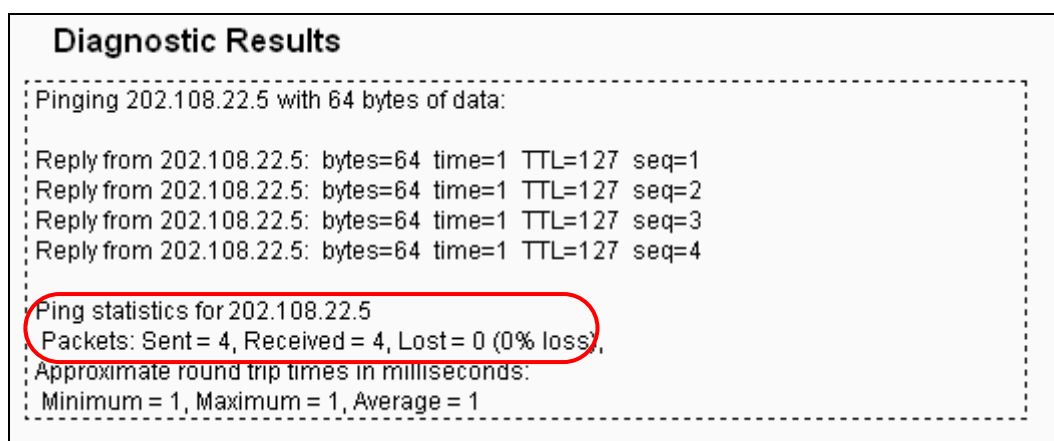 Diagnostic Results
Pinging 202.108.22.5 with 64 bytes of data:
Reply from 202.108.22.5: bytes=64 time=1 TTL=127 seq=1
Reply from 202.108.22.5: bytes=64 time=1 TTL=127 seq=2
Reply from 202.108.22.5: bytes=64 time=1 TTL=127 seq=3
Reply from 202.108.22.5: bytes=64 time=1 TTL=127 seq=4
Ping statistics for 202.108.22.5
Packets: Sent = 4, Received = 4, Lost = 0 (0% loss),
Approximate round trip times in milliseconds:
Minimum = 1, Maximum = 1, Average = 1